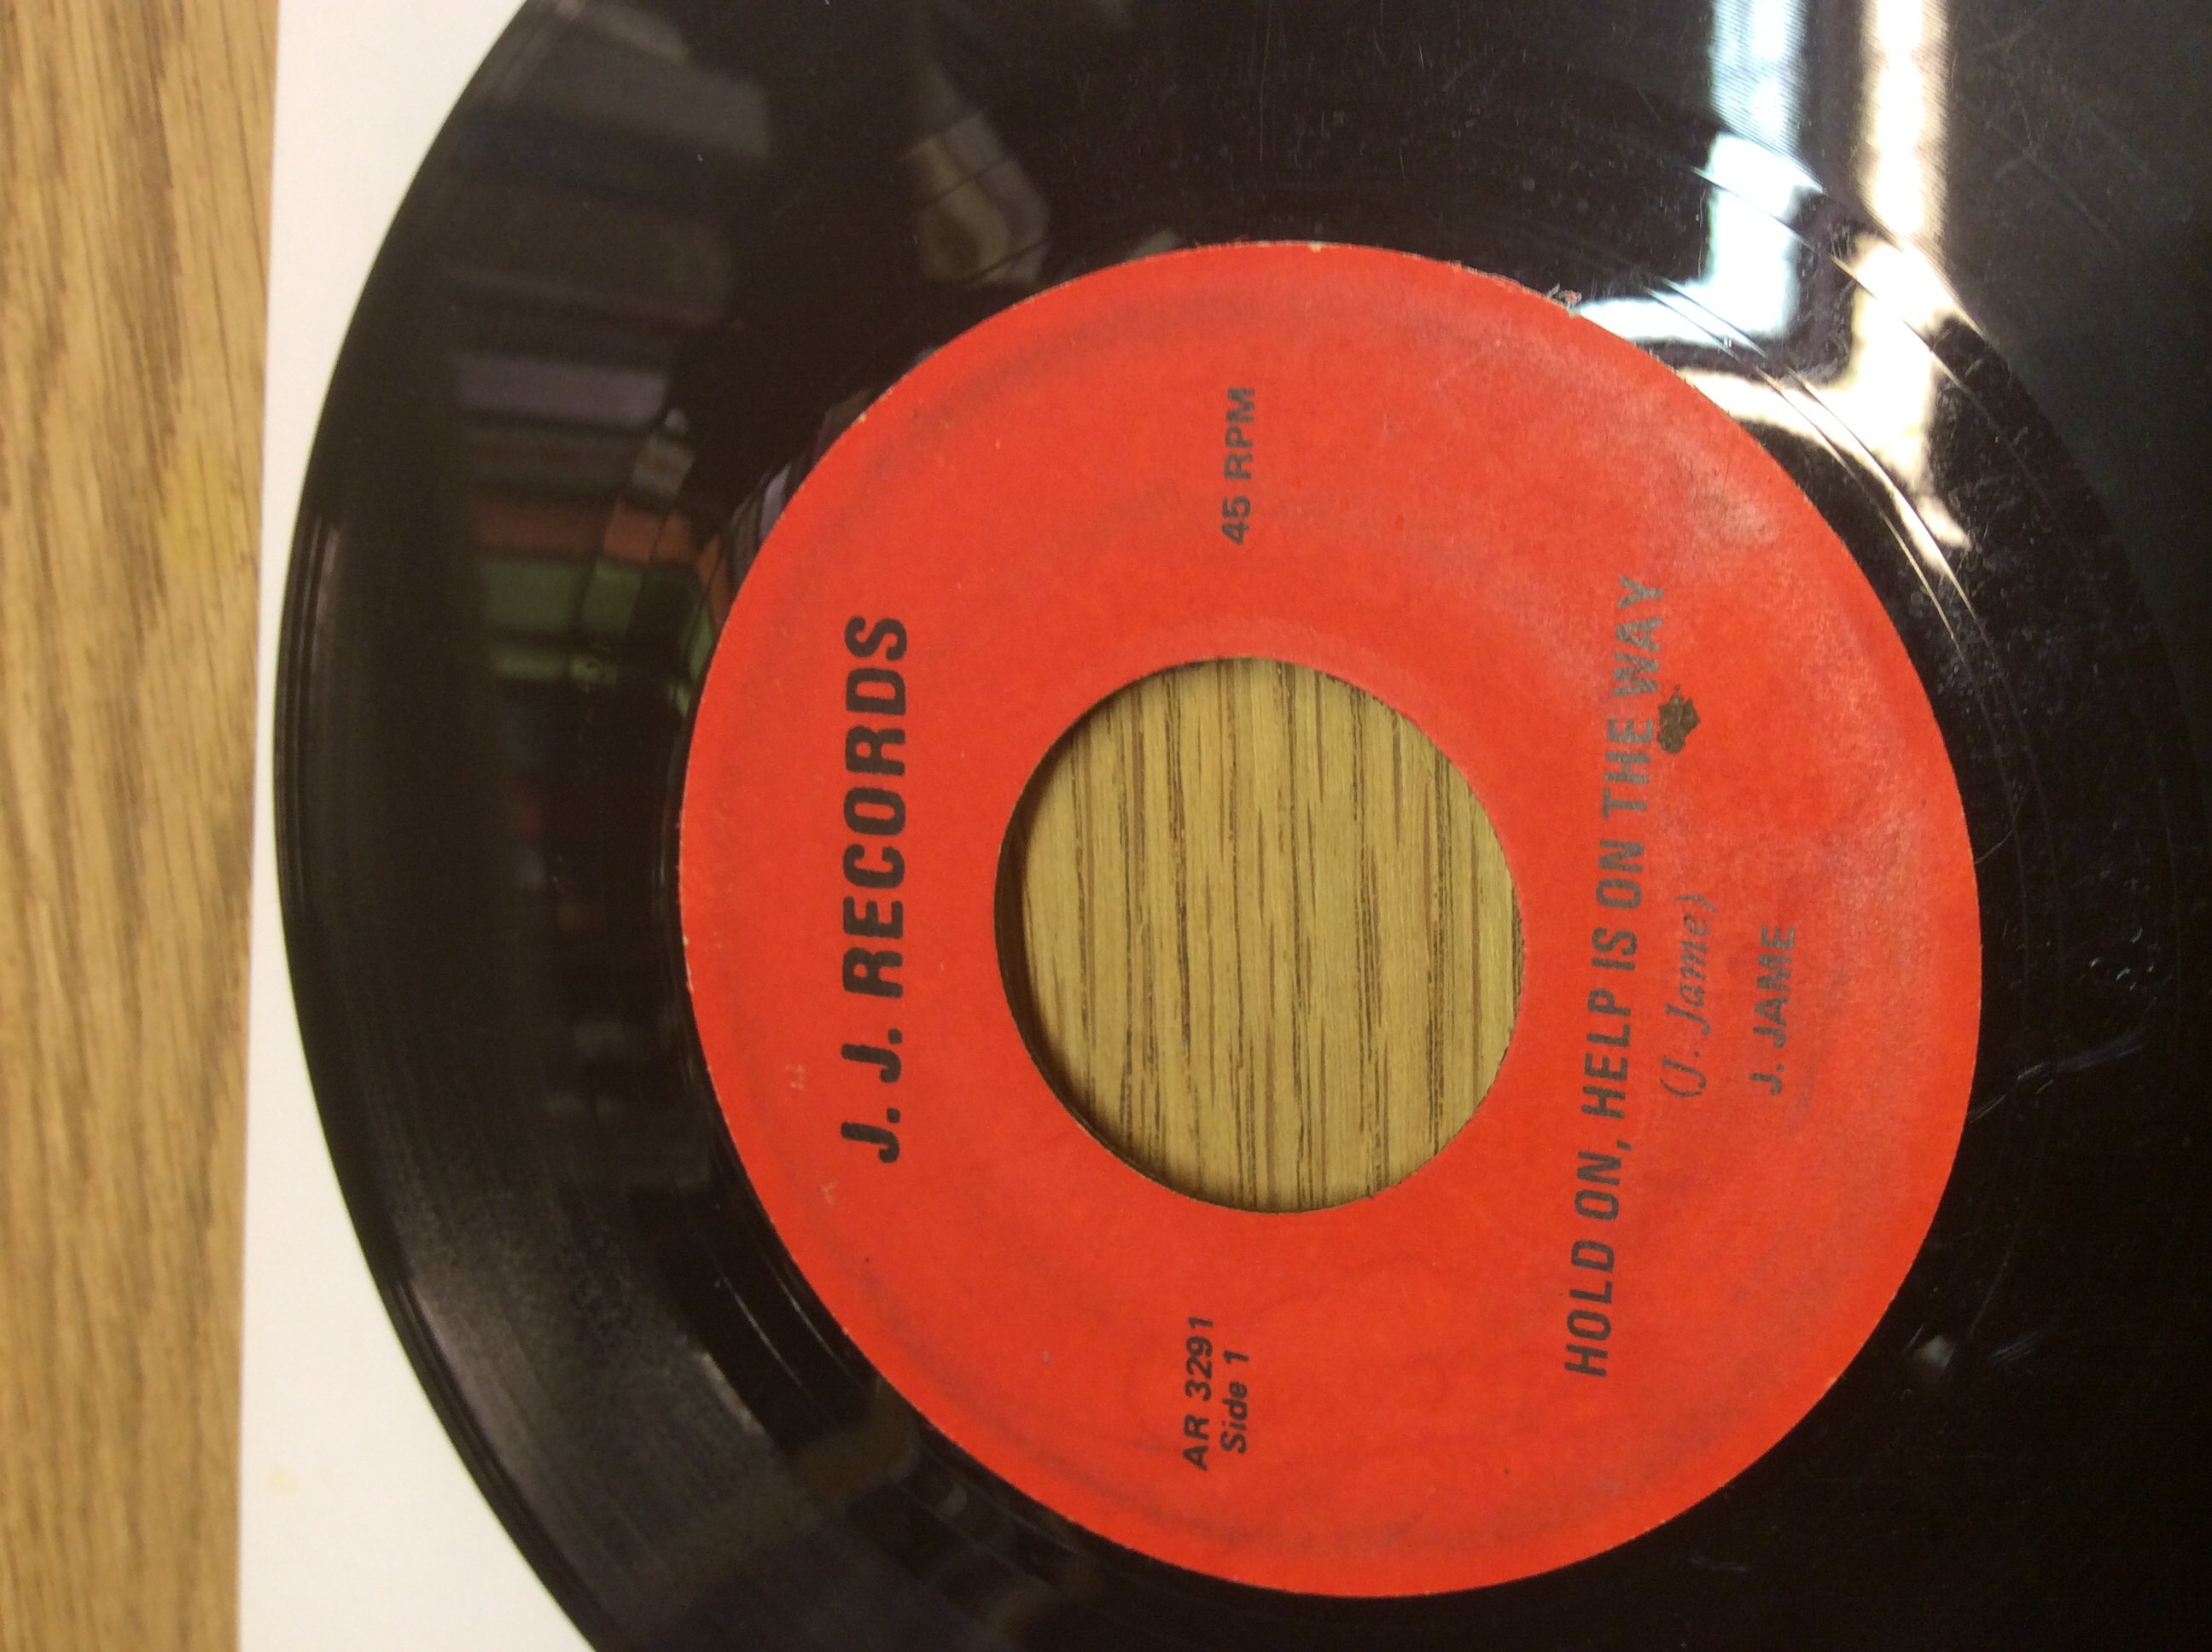 J. J. RECORDS
45 RPM
AR 3291
Side 1
HOLD ON, HELP IS ON THE WAY
(J. Jame)
J. JAME